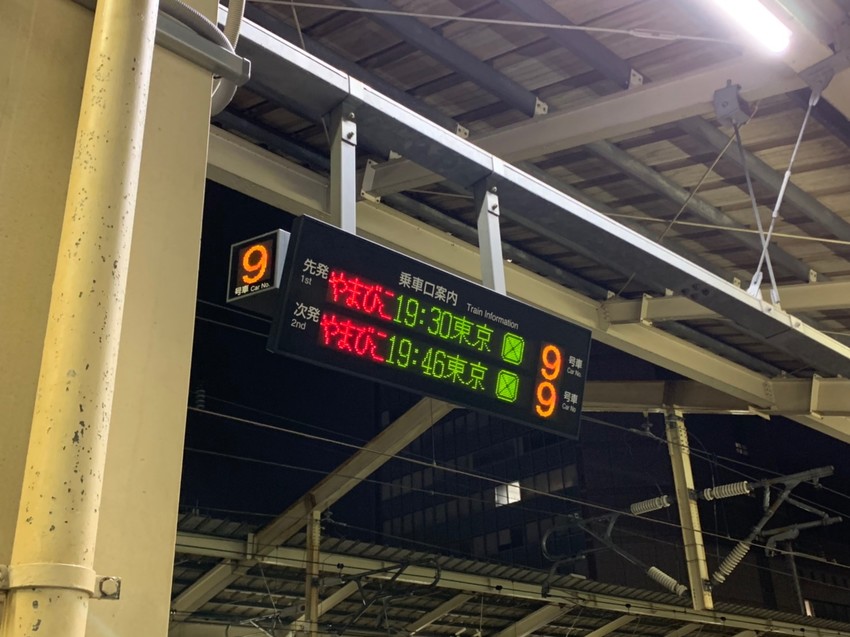 9
号車 Car No.
乗車口案内 Train Information
先発 やまびこ 19:30 東京 9 号車
1st Car No.
次発 やまびこ 19:46 東京 9 号車
2nd Car No.